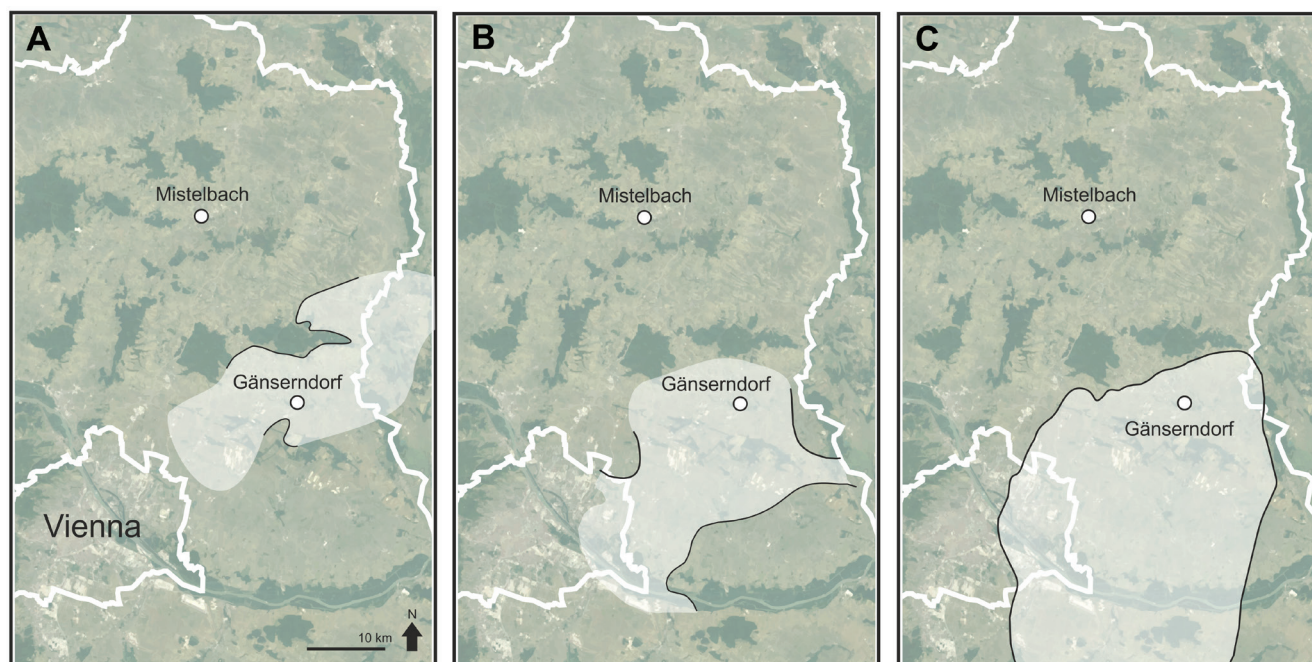 A
Mistelbach
Gänserndorf
Vienna
N
10 km
B
Mistelbach
Gänserndorf
C
Mistelbach
Gänserndorf